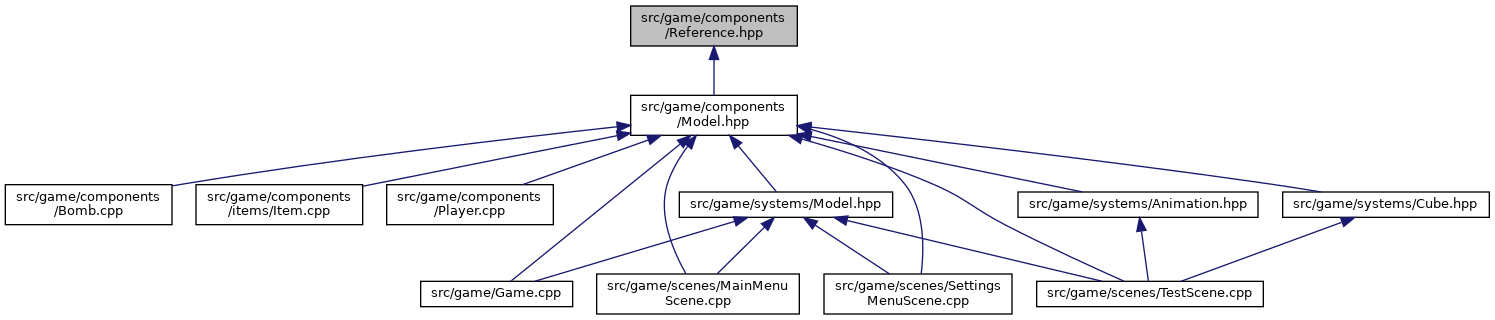 src/game/components
/Reference.hpp
src/game/components
/Model.hpp
src/game/components
/Bomb.cpp
src/game/components
/items/Item.cpp
src/game/components
/Player.cpp
src/game/systems/Model.hpp
src/game/systems/Animation.hpp
src/game/systems/Cube.hpp
src/game/Game.cpp
src/game/scenes/MainMenu
Scene.cpp
src/game/scenes/Settings
MenuScene.cpp
src/game/scenes/TestScene.cpp